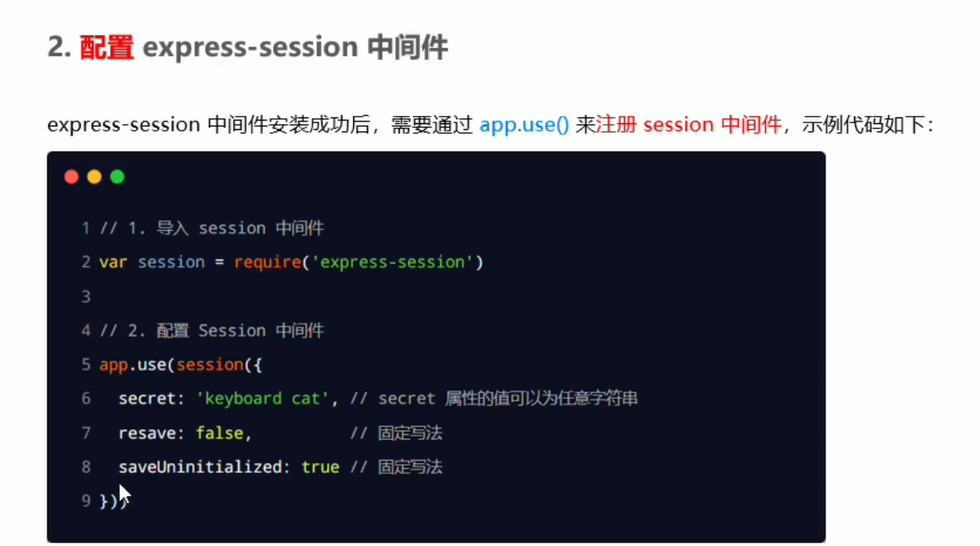 2. 配置 express-session 中间件
express-session 中间件安装成功后，需要通过 app.use() 来注册 session 中间件，示例代码如下：
1 // 1. 导入 session 中间件
2 var session = require('express-session')
3
4 // 2. 配置 Session 中间件
5 app.use(session({
6 secret: 'keyboard cat', // secret 属性的值可以为任意字符串
7 resave: false, // 固定写法
8 saveUninitialized: true // 固定写法
9 }))